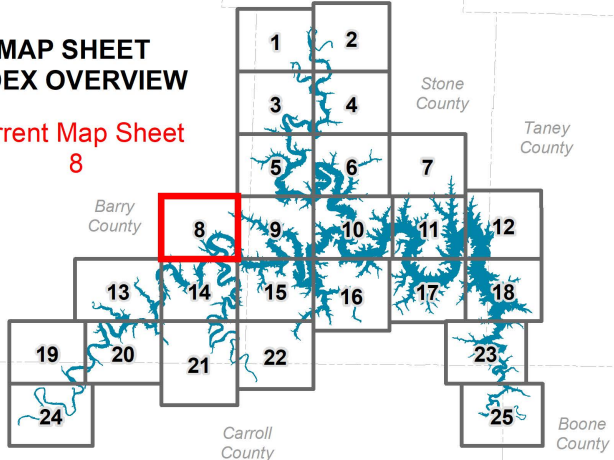 MAP SHEET
DEX OVERVIEW
rrent Map Sheet
8
1
2
Stone
County
3
4
Taney
County
5
6
7
Barry
County
8
9
10
11
12
13
14
15
16
17
18
19
20
21
22
23
24
25
Carroll
County
Boone
County